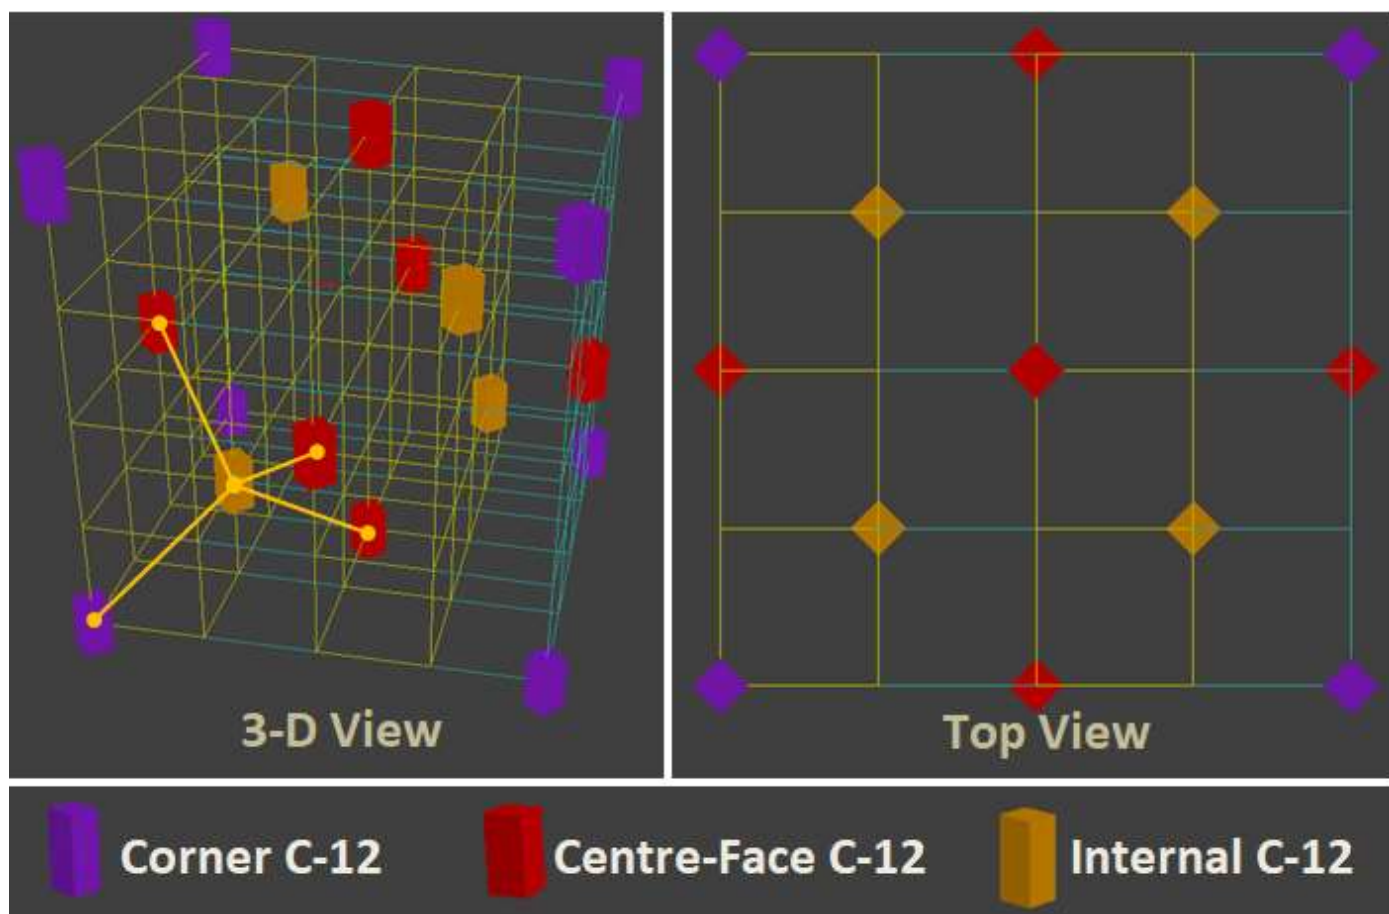 3-D View
Top View
Corner C-12
Centre-Face C-12
Internal C-12